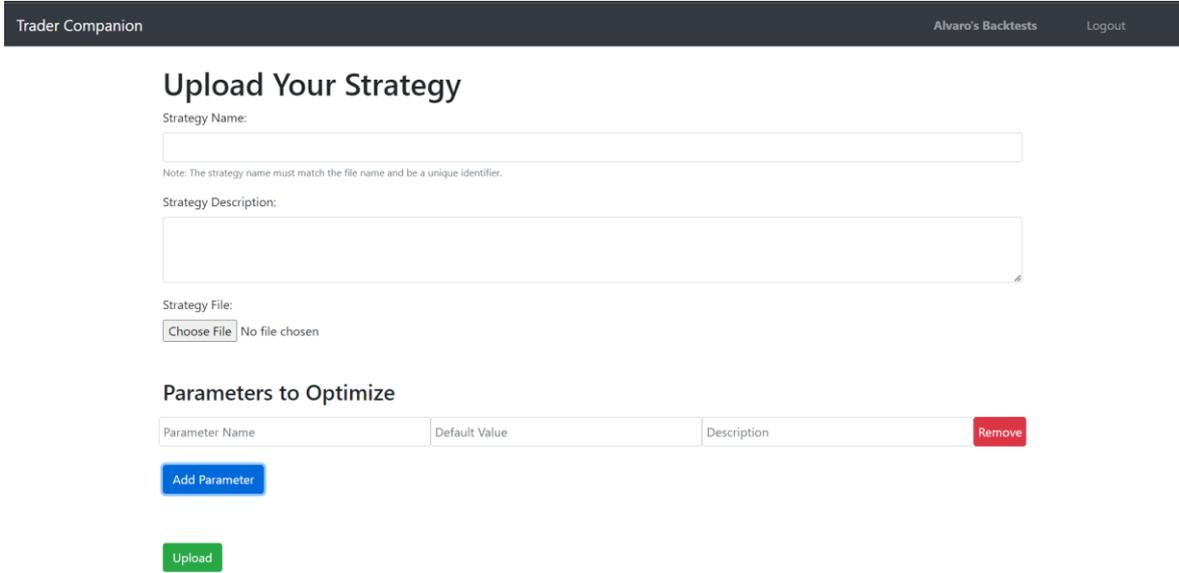 Trader Companion Alvaro's Backtests Logout
Upload Your Strategy
Strategy Name:
Note: The strategy name must match the file name and be a unique identifier.
Strategy Description:
Strategy File:
Choose File No file chosen
Parameters to Optimize
Parameter Name Default Value Description Remove
Add Parameter
Upload